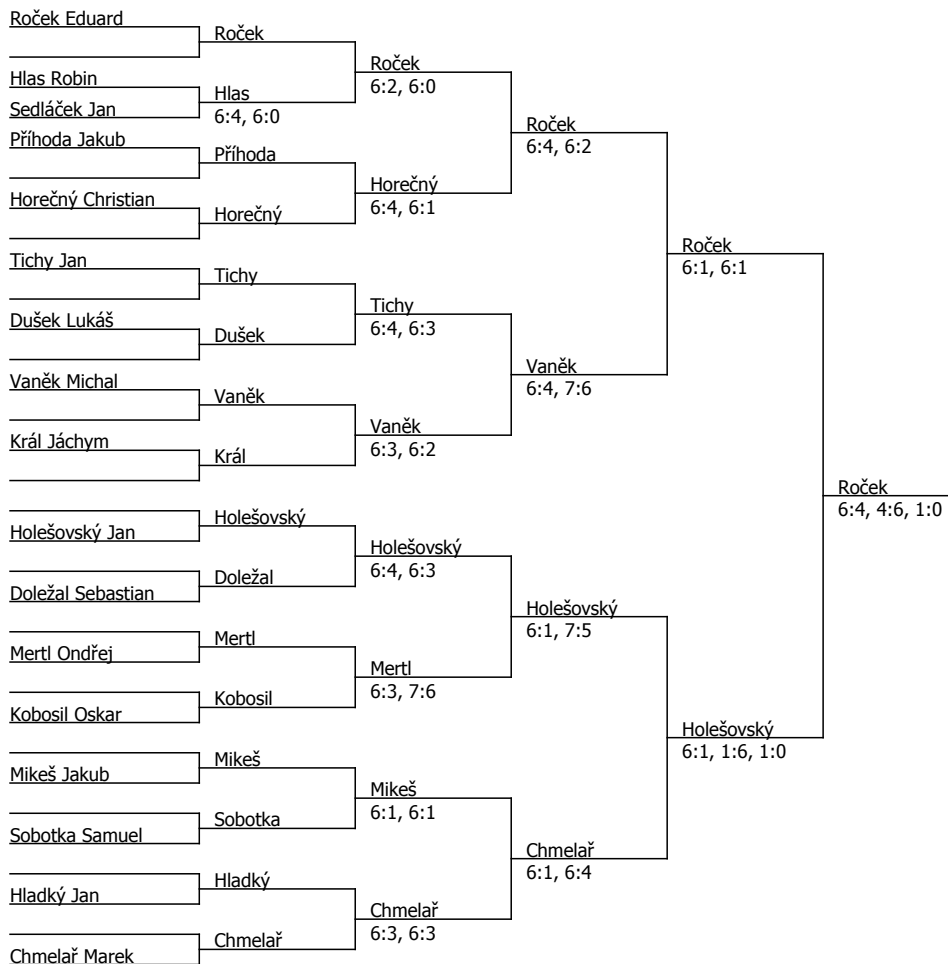 Roček Eduard
Roček
Roček
6:2, 6:0
Hlas Robin
Hlas
6:4, 6:0
Sedláček Jan
Roček
6:4, 6:2
Příhoda Jakub
Příhoda
Horečný
6:4, 6:1
Horečný Christian
Horečný
Roček
6:1, 6:1
Tichy Jan
Tichy
Tichy
6:4, 6:3
Dušek Lukáš
Dušek
Vaněk
6:4, 7:6
Vaněk Michal
Vaněk
Vaněk
6:3, 6:2
Král Jáchym
Král
Roček
6:4, 4:6, 1:0
Holešovský Jan
Holešovský
Holešovský
6:4, 6:3
Doležal Sebastian
Doležal
Holešovský
6:1, 7:5
Mertl Ondřej
Mertl
Mertl
6:3, 7:6
Kobosil Oskar
Kobosil
Holešovský
6:1, 1:6, 1:0
Mikeš Jakub
Mikeš
Mikeš
6:1, 6:1
Sobotka Samuel
Sobotka
Chmelař
6:1, 6:4
Hladký Jan
Hladký
Chmelař
6:3, 6:3
Chmelař Marek
Chmelař